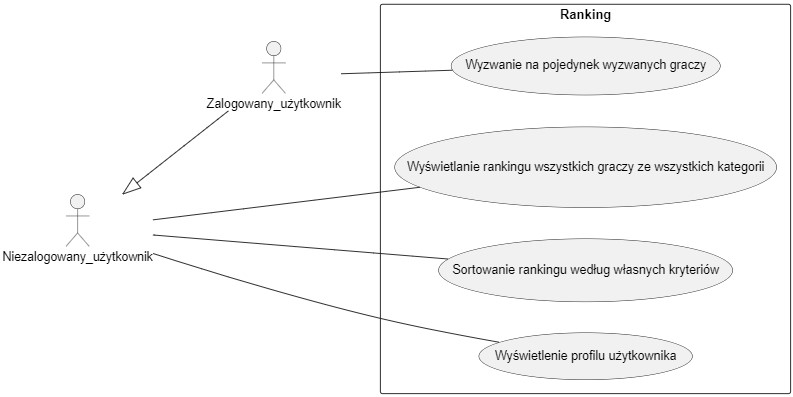 Ranking
Wyzwanie na pojedynek wyzwanych graczy
Zalogowany_użytkownik
Wyświetlanie rankingu wszystkich graczy ze wszystkich kategorii
Niezalogowany_użytkownik
Sortowanie rankingu według własnych kryteriów
Wyświetlenie profilu użytkownika